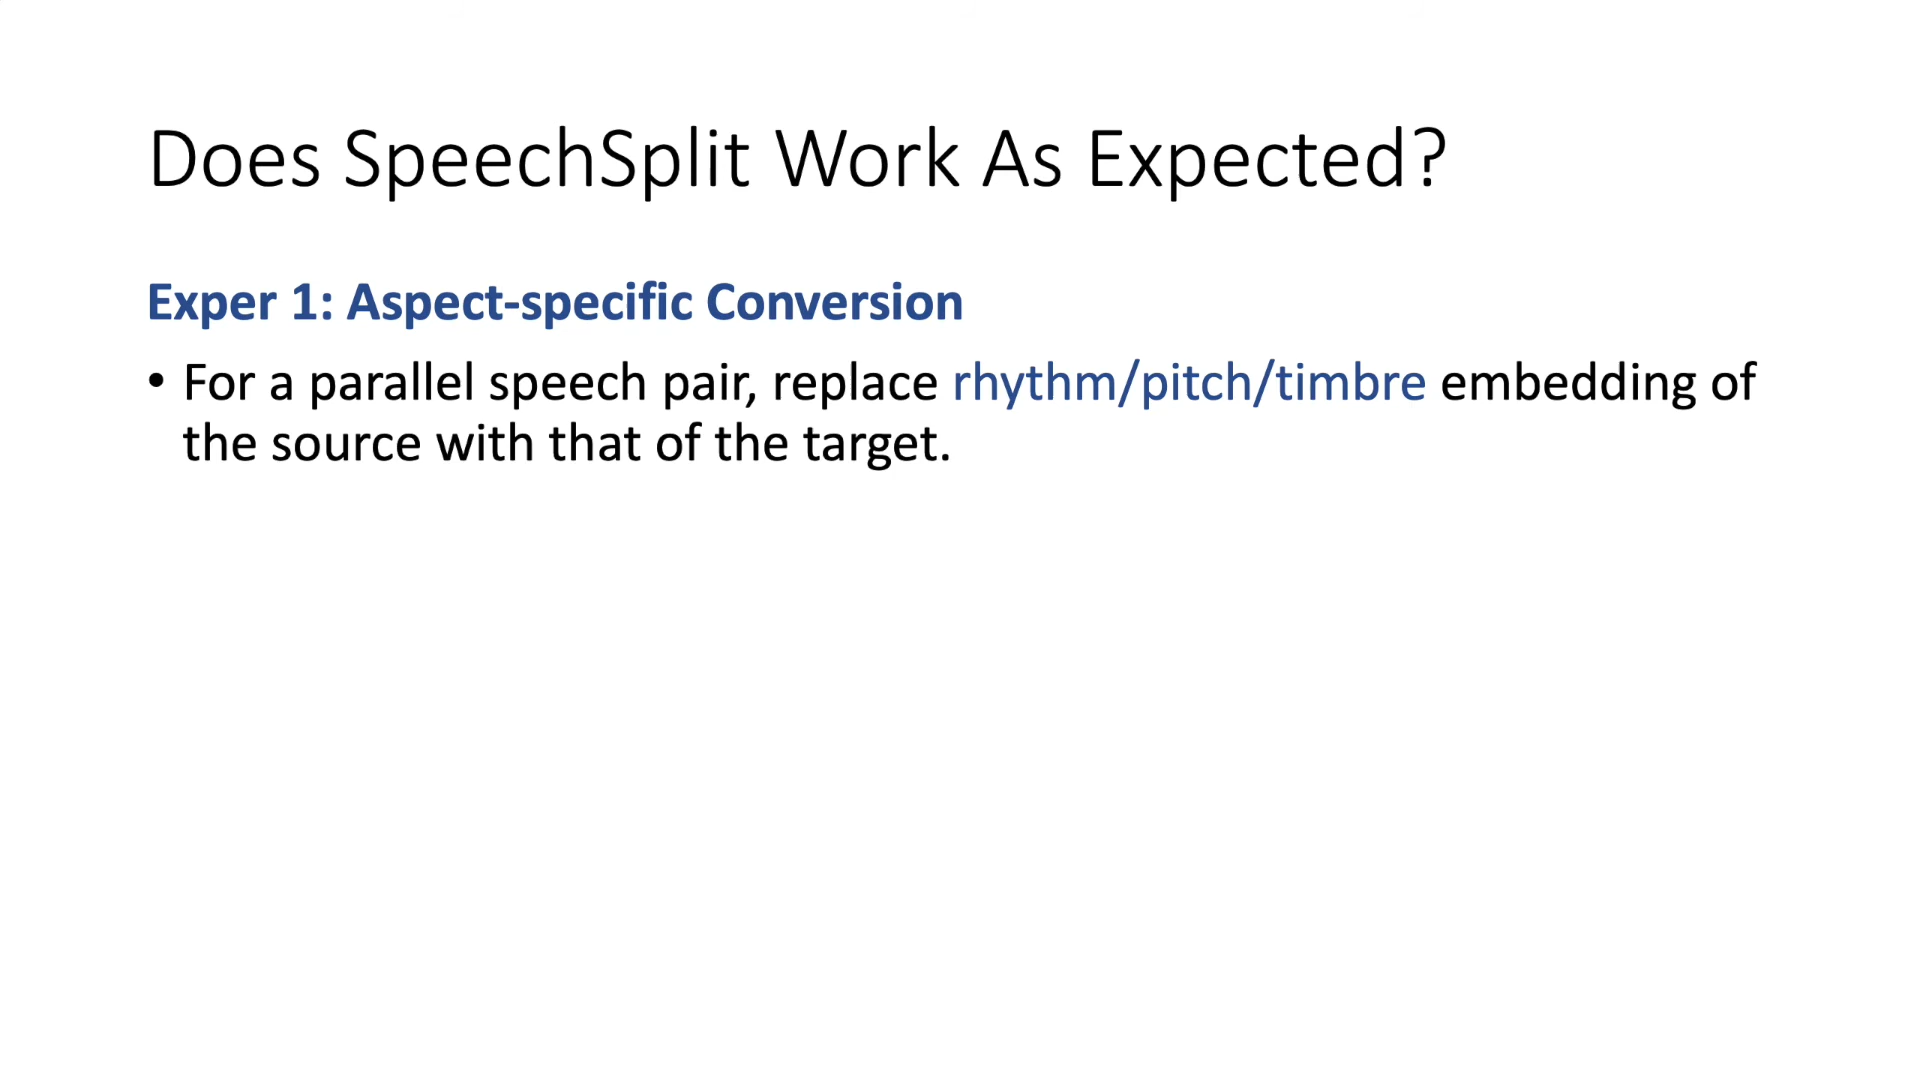 Does SpeechSplit Work As Expected?
Exper 1: Aspect-specific Conversion
• For a parallel speech pair, replace rhythm/pitch/timbre embedding of
the source with that of the target.